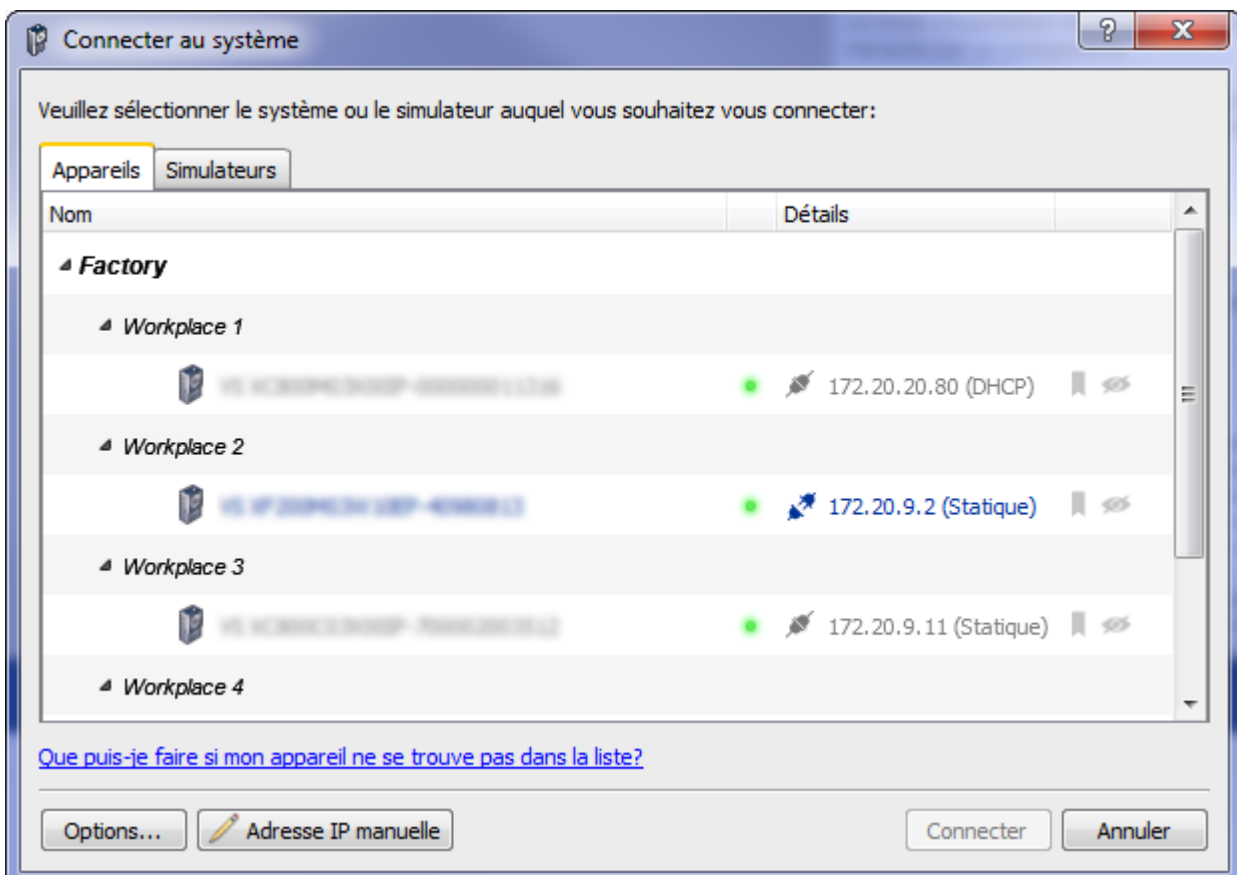 Connecter au système
Veuillez sélectionner le système ou le simulateur auquel vous souhaitez vous connecter:
Appareils Simulateurs
Nom Détails
Factory
Workplace 1
172.20.20.80 (DHCP)
Workplace 2
172.20.9.2 (Statique)
Workplace 3
172.20.9.11 (Statique)
Workplace 4
Que puis-je faire si mon appareil ne se trouve pas dans la liste?
Options... Adresse IP manuelle Connecter Annuler